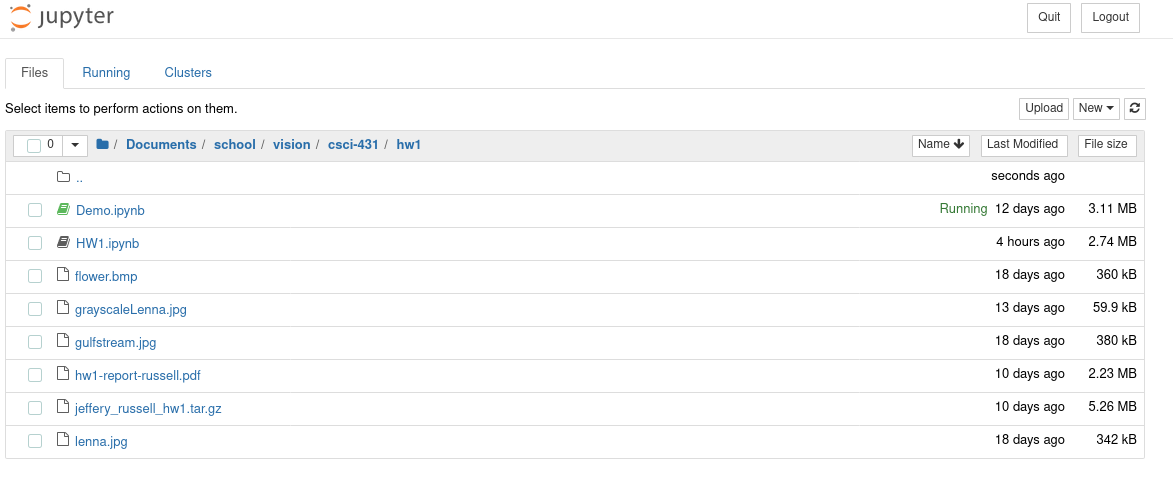 jupyter Quit Logout
Files Running Clusters
Select items to perform actions on them. Upload New
0 / Documents / school / vision / csci-431 / hw1 Name Last Modified File size
.. seconds ago
Demo.ipynb Running 12 days ago 3.11 MB
HW1.ipynb 4 hours ago 2.74 MB
flower.bmp 18 days ago 360 kB
grayscaleLenna.jpg 13 days ago 59.9 kB
gulfstream.jpg 18 days ago 380 kB
hw1-report-russell.pdf 10 days ago 2.23 MB
jeffery_russell_hw1.tar.gz 10 days ago 5.26 MB
lenna.jpg 18 days ago 342 kB